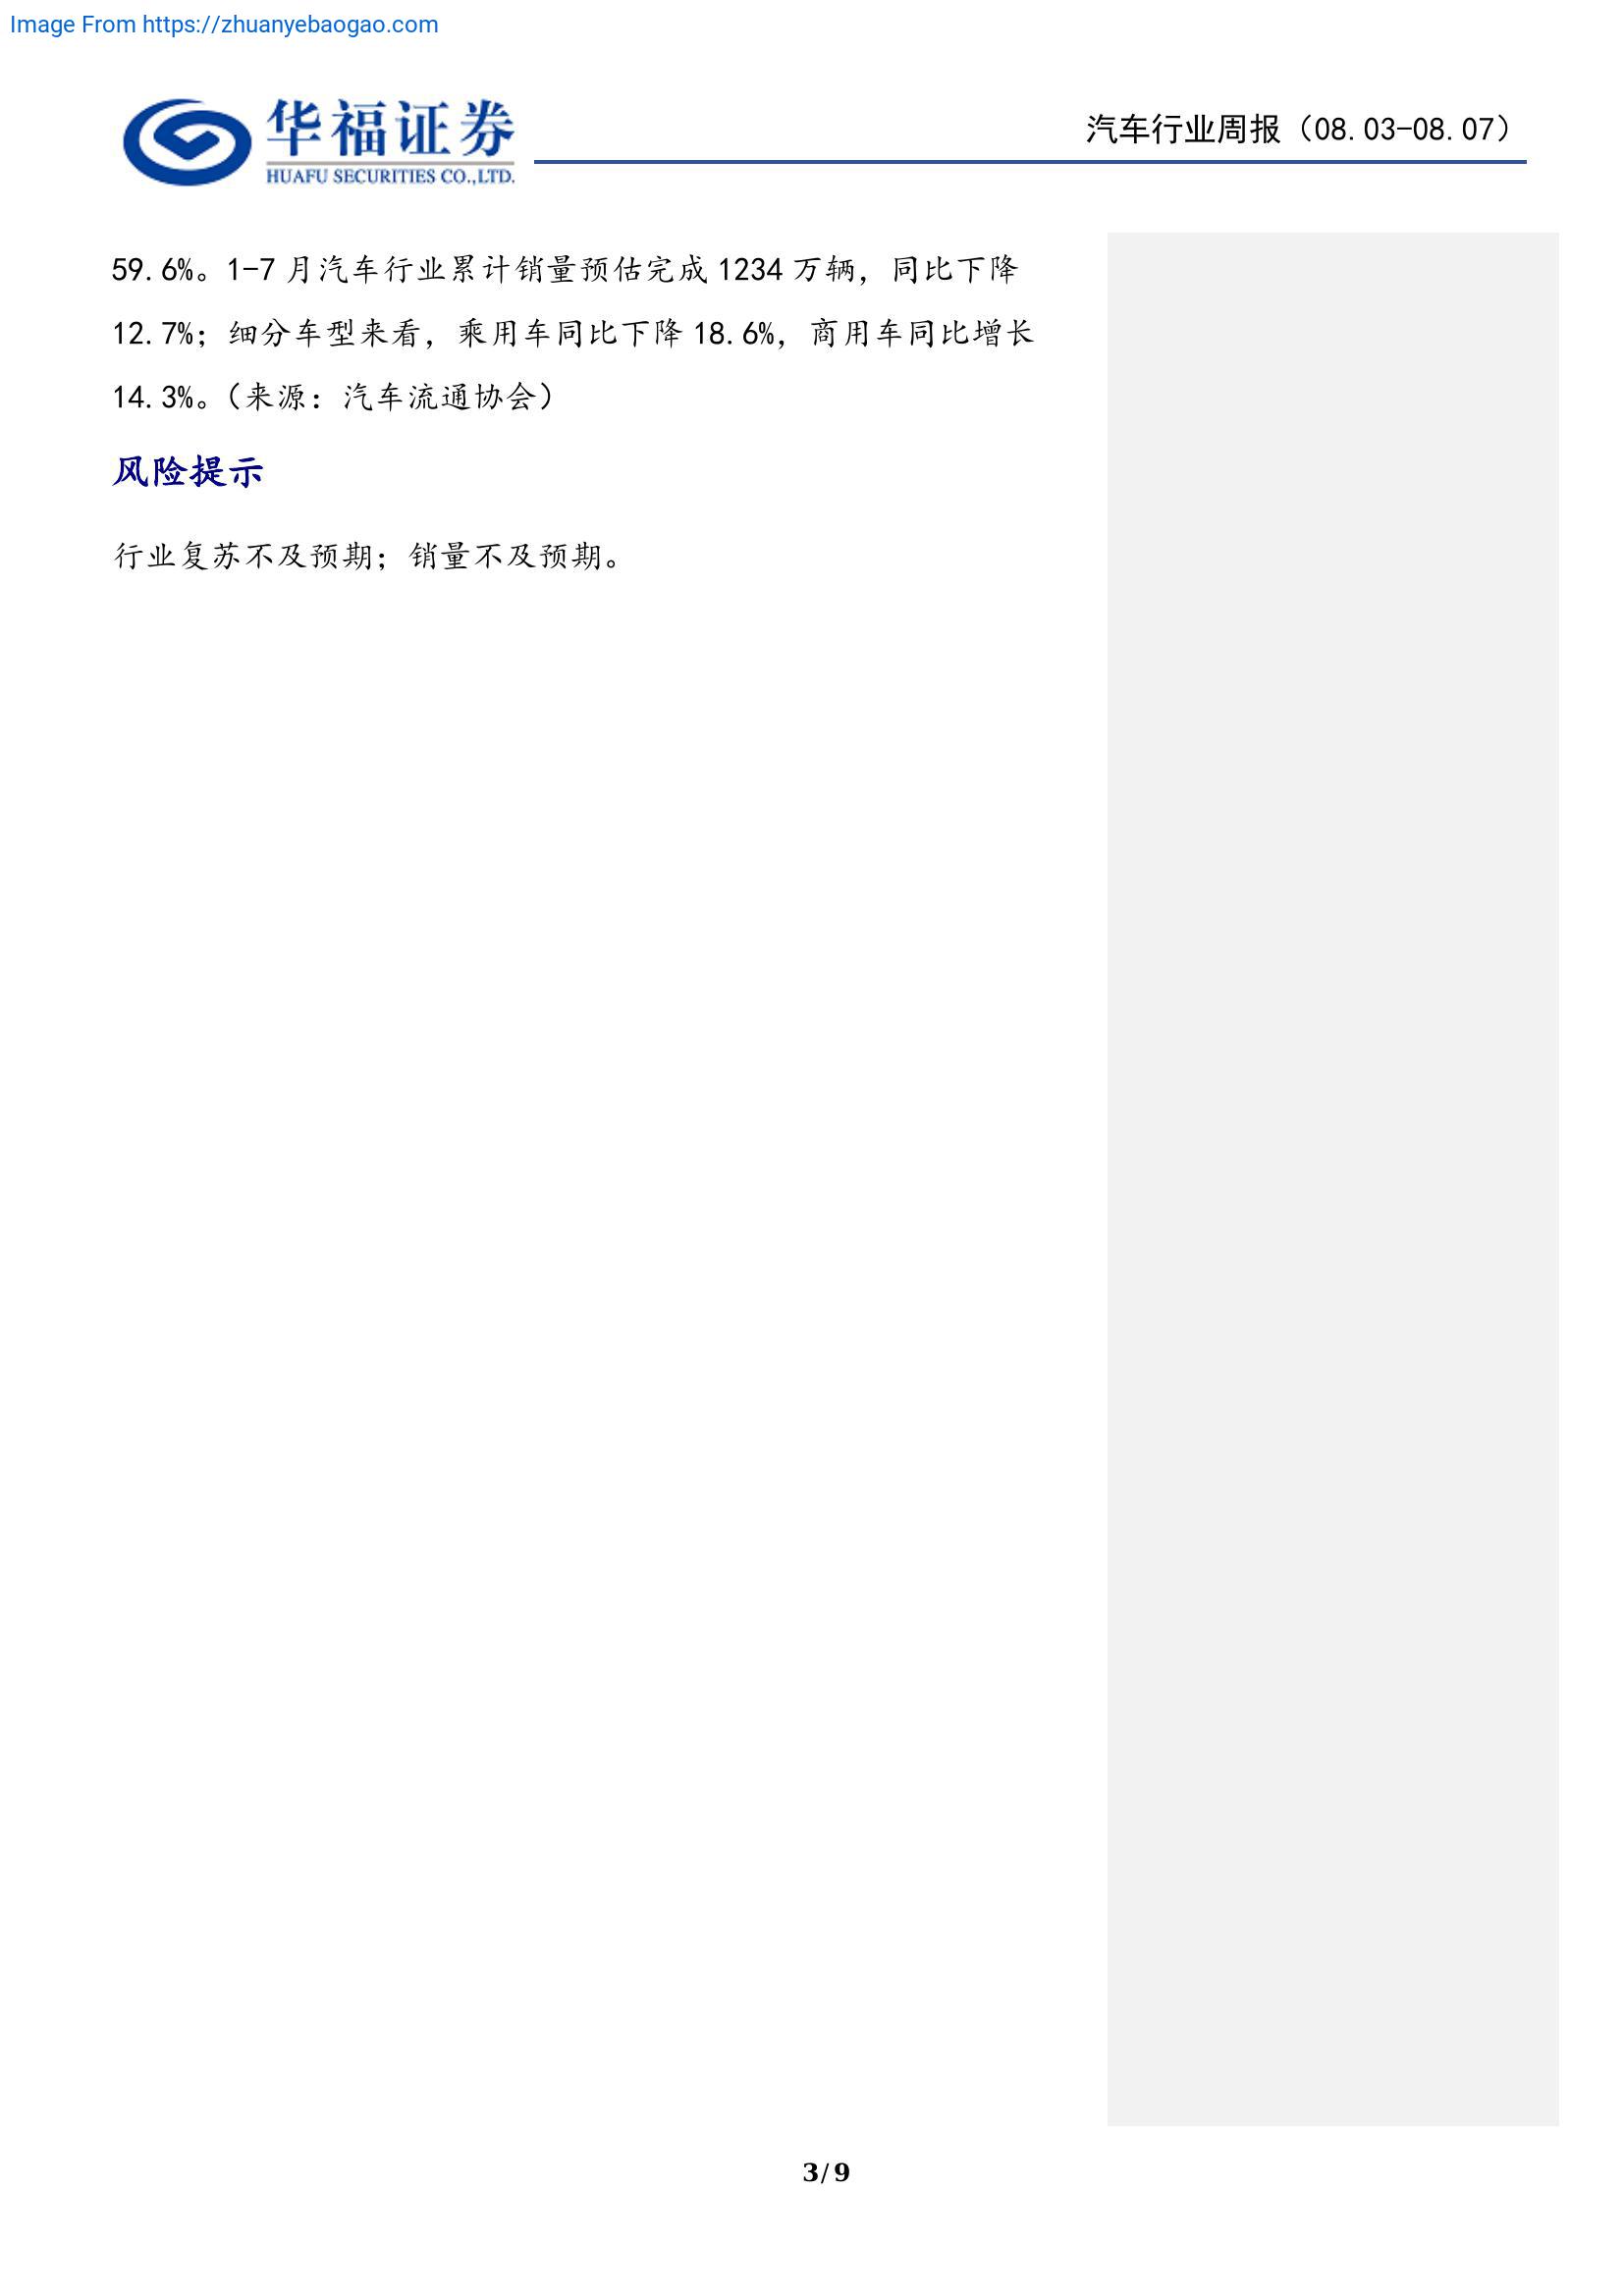 Image From https://zhuanyebaogao.com
华福证券
HUAFU SECURITIES CO.,LTD.
汽车行业周报（08.03-08.07）
59.6%。1-7 月汽车行业累计销量预估完成 1234 万辆，同比下降
12.7%；细分车型来看，乘用车同比下降 18.6%，商用车同比增长
14.3%。（来源：汽车流通协会）
风险提示
行业复苏不及预期；销量不及预期。
3/9